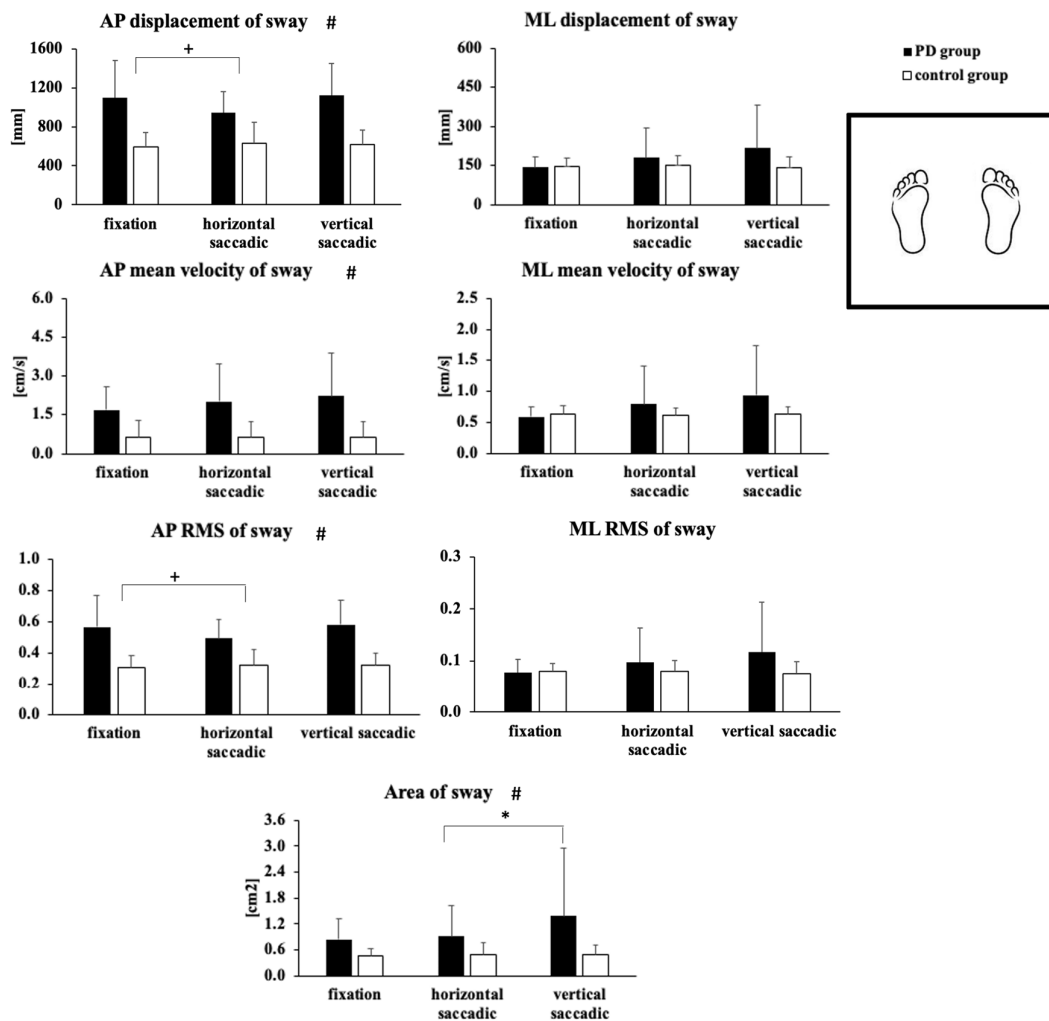 AP displacement of sway #
1600
1200
800
400
0
[mm]
+
fixation
horizontal
saccadic
vertical
saccadic
ML displacement of sway
600
450
300
150
0
[mm]
fixation
horizontal
saccadic
vertical
saccadic
PD group
control group
AP mean velocity of sway #
6.0
4.5
3.0
1.5
0.0
[cm/s]
fixation
horizontal
saccadic
vertical
saccadic
ML mean velocity of sway
2.5
2.0
1.5
1.0
0.5
0.0
[cm/s]
fixation
horizontal
saccadic
vertical
saccadic
AP RMS of sway #
1.0
0.8
0.6
0.4
0.2
0.0
+
fixation
horizontal
saccadic
vertical saccadic
ML RMS of sway
0.3
0.2
0.1
0.0
fixation
horizontal
saccadic
vertical saccadic
Area of sway #
3.6
3.0
2.4
1.8
1.2
0.6
0.0
[cm2]
*
fixation
horizontal
saccadic
vertical
saccadic